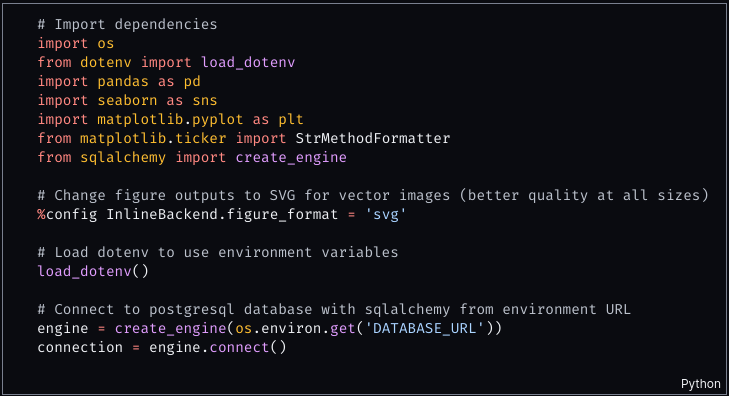 # Import dependencies
import os
from dotenv import load_dotenv
import pandas as pd
import seaborn as sns
import matplotlib.pyplot as plt
from matplotlib.ticker import StrMethodFormatter
from sqlalchemy import create_engine
# Change figure outputs to SVG for vector images (better quality at all sizes)
%config InlineBackend.figure_format = 'svg'
# Load dotenv to use environment variables
load_dotenv()
# Connect to postgresql database with sqlalchemy from environment URL
engine = create_engine(os.environ.get('DATABASE_URL'))
connection = engine.connect()
Python